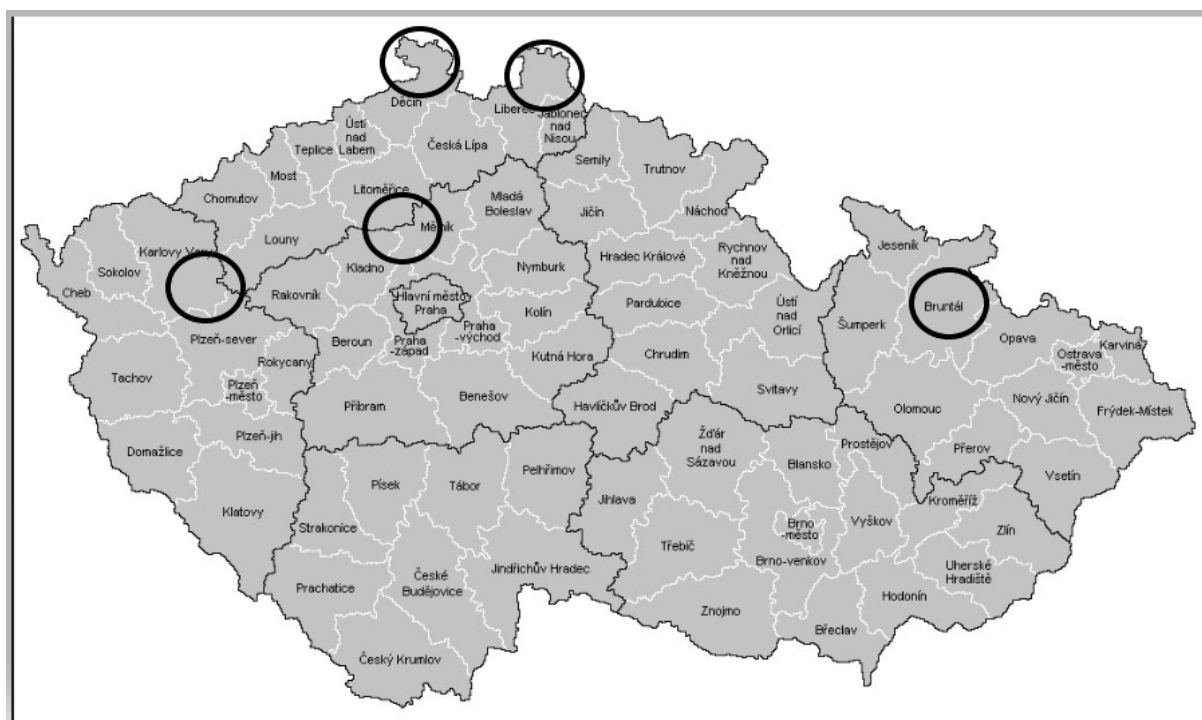 Děčín
Liberec
Jablonec
nad
Nisou
Ústí
nad
Labem
Teplice
Česká Lípa
Most
Semily
Trutnov
Chomutov
Litoměřice
Mladá
Boleslav
Jičín
Náchod
Mělník
Louny
Karlovy Vary
Jeseník
Sokolov
Kladno
Nymburk
Hradec Králové
Rychnov
nad
Kněžnou
Cheb
Rakovník
Hlavní město
Praha
Kolín
Pardubice
Ústí
nad
Orlicí
Šumperk
Bruntál
Plzeň-sever
Beroun
Praha
-západ
Praha
-východ
Opava
Ostrava
-město
Karviná
Rokycany
Kutná Hora
Chrudim
Tachov
Plzeň
-město
Svitavy
Příbram
Benešov
Havlíčkův Brod
Olomouc
Nový Jičín
Frýdek-Místek
Domažlice
Plzeň-jih
Žďár
nad
Sázavou
Prostějov
Přerov
Pelhřimov
Blansko
Vsetín
Klatovy
Písek
Tábor
Jihlava
Kroměříž
Strakonice
Brno
-město
Vyškov
Zlín
Třebíč
Brno-venkov
Uherské
Hradiště
Prachatice
České
Budějovice
Jindřichův Hradec
Hodonín
Znojmo
Břeclav
Český Krumlov